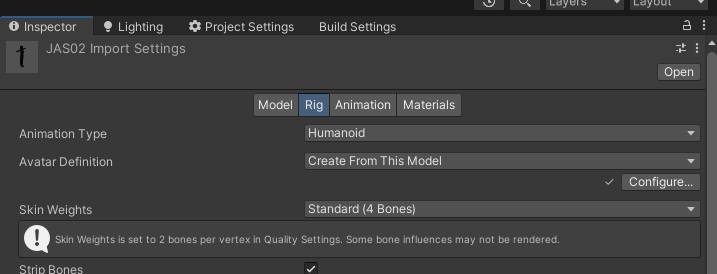 Layers
Layout
Inspector
Lighting
Project Settings
Build Settings
JAS02 Import Settings
Open
Model Rig Animation Materials
Animation Type Humanoid
Avatar Definition Create From This Model
Configure...
Skin Weights Standard (4 Bones)
Skin Weights is set to 2 bones per vertex in Quality Settings. Some bone influences may not be rendered.
Strip Bones